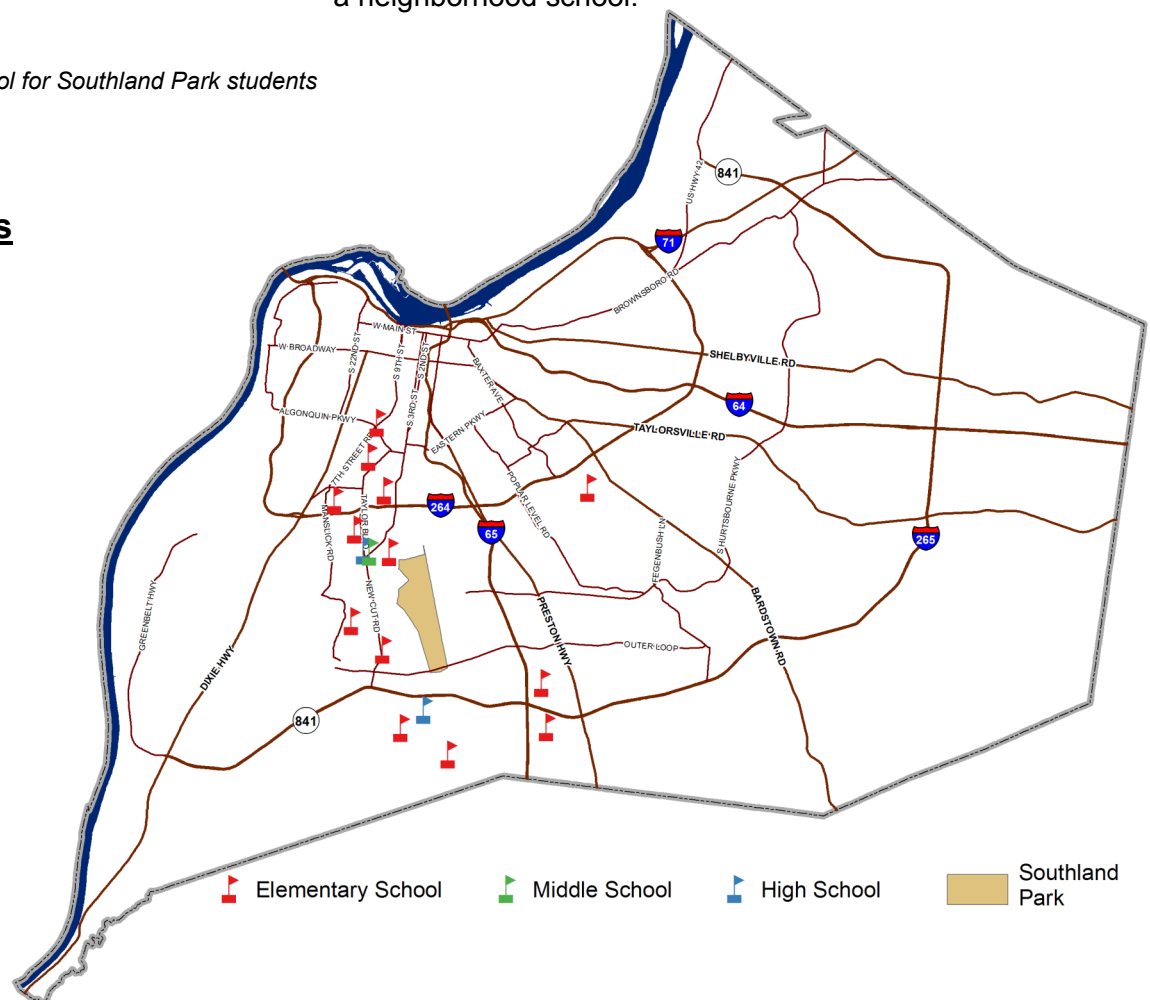 a neighborhood school.
ol for Southland Park students
s
841
US HWY 42
71
BROWNSBORO RD
W MAIN ST
W BROADWAY
S 22ND ST
S 9TH ST
S 2ND ST
S 3RD ST
BAXTER AVE
SHELBYVILLE RD
64
ALGONQUIN PKWY
EASTERN PKWY
TAYLORSVILLE RD
7TH STREET RD
POPLAR LEVEL RD
S HURTSBOURNE PKWY
264
65
265
MANSLICK RD
TAYLOR BLVD
FEGENBUSH LN
GREENBELT HWY
NEW CUT RD
PRESTON HWY
BARDSTOWN RD
OUTER LOOP
DIXIE HWY
841
Elementary School
Middle School
High School
Southland
Park